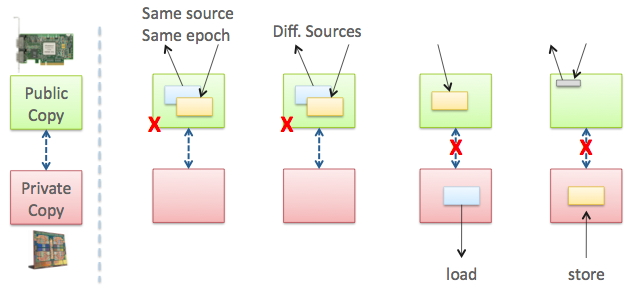 Same source
Same epoch
Diff. Sources
Public
Copy
X
X
Private
Copy
X
X
load
store